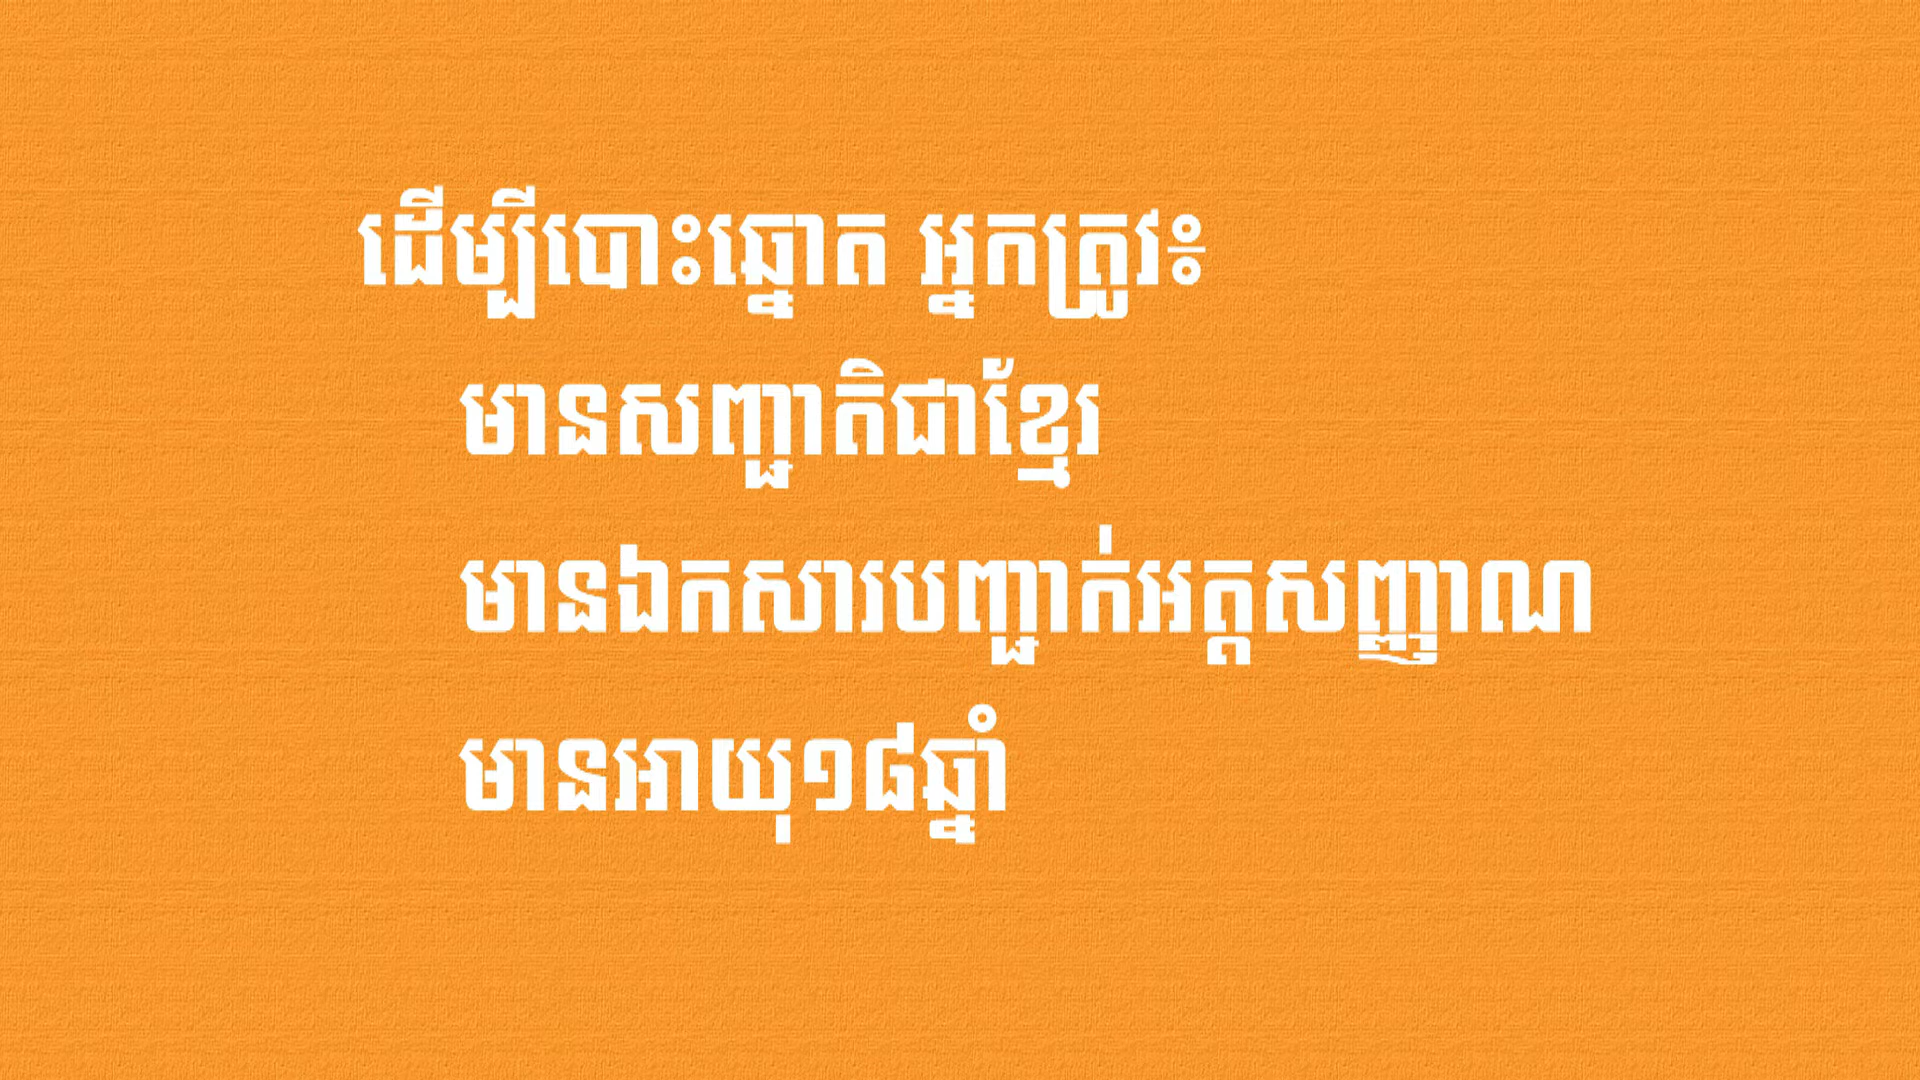 ដើម្បីបោះឆ្នោត អ្នកត្រូវ៖
មានសញ្ជាតិជាខ្មែរ
មានឯកសារបញ្ជាក់អត្តសញ្ញាណ
មានអាយុ១៨ឆ្នាំ